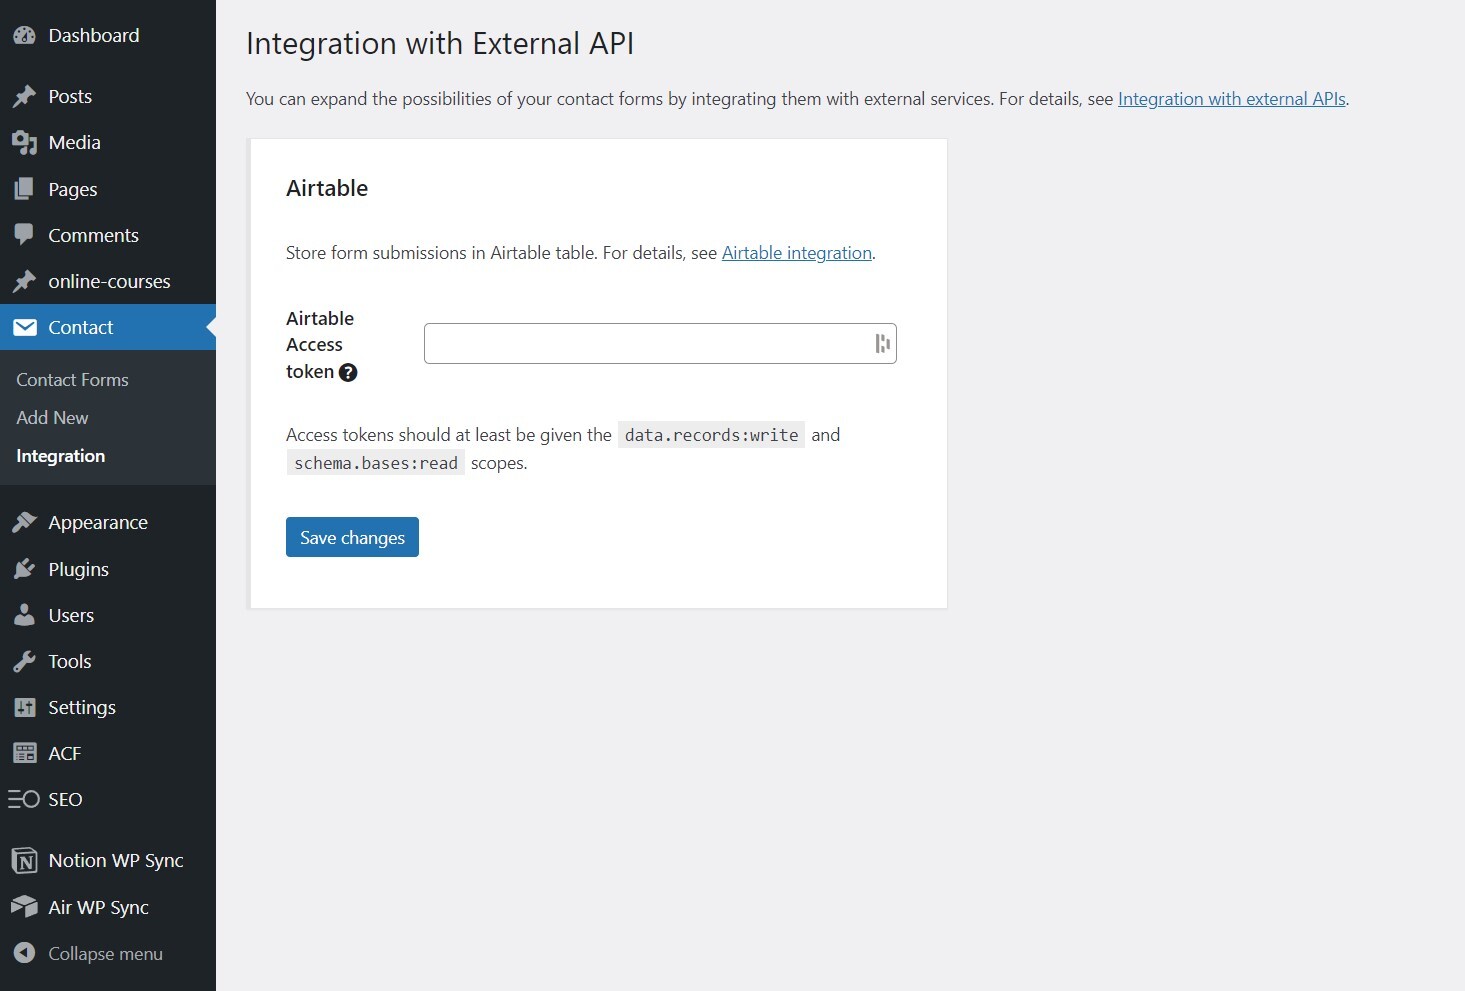 Dashboard
Posts
Media
Pages
Comments
online-courses
Contact
Contact Forms
Add New
Integration
Appearance
Plugins
Users
Tools
Settings
ACF
SEO
Notion WP Sync
Air WP Sync
Collapse menu
Integration with External API
You can expand the possibilities of your contact forms by integrating them with external services. For details, see Integration with external APIs.
Airtable
Store form submissions in Airtable table. For details, see Airtable integration.
Airtable
Access
token ?
Access tokens should at least be given the data.records:write and
schema.bases:read scopes.
Save changes